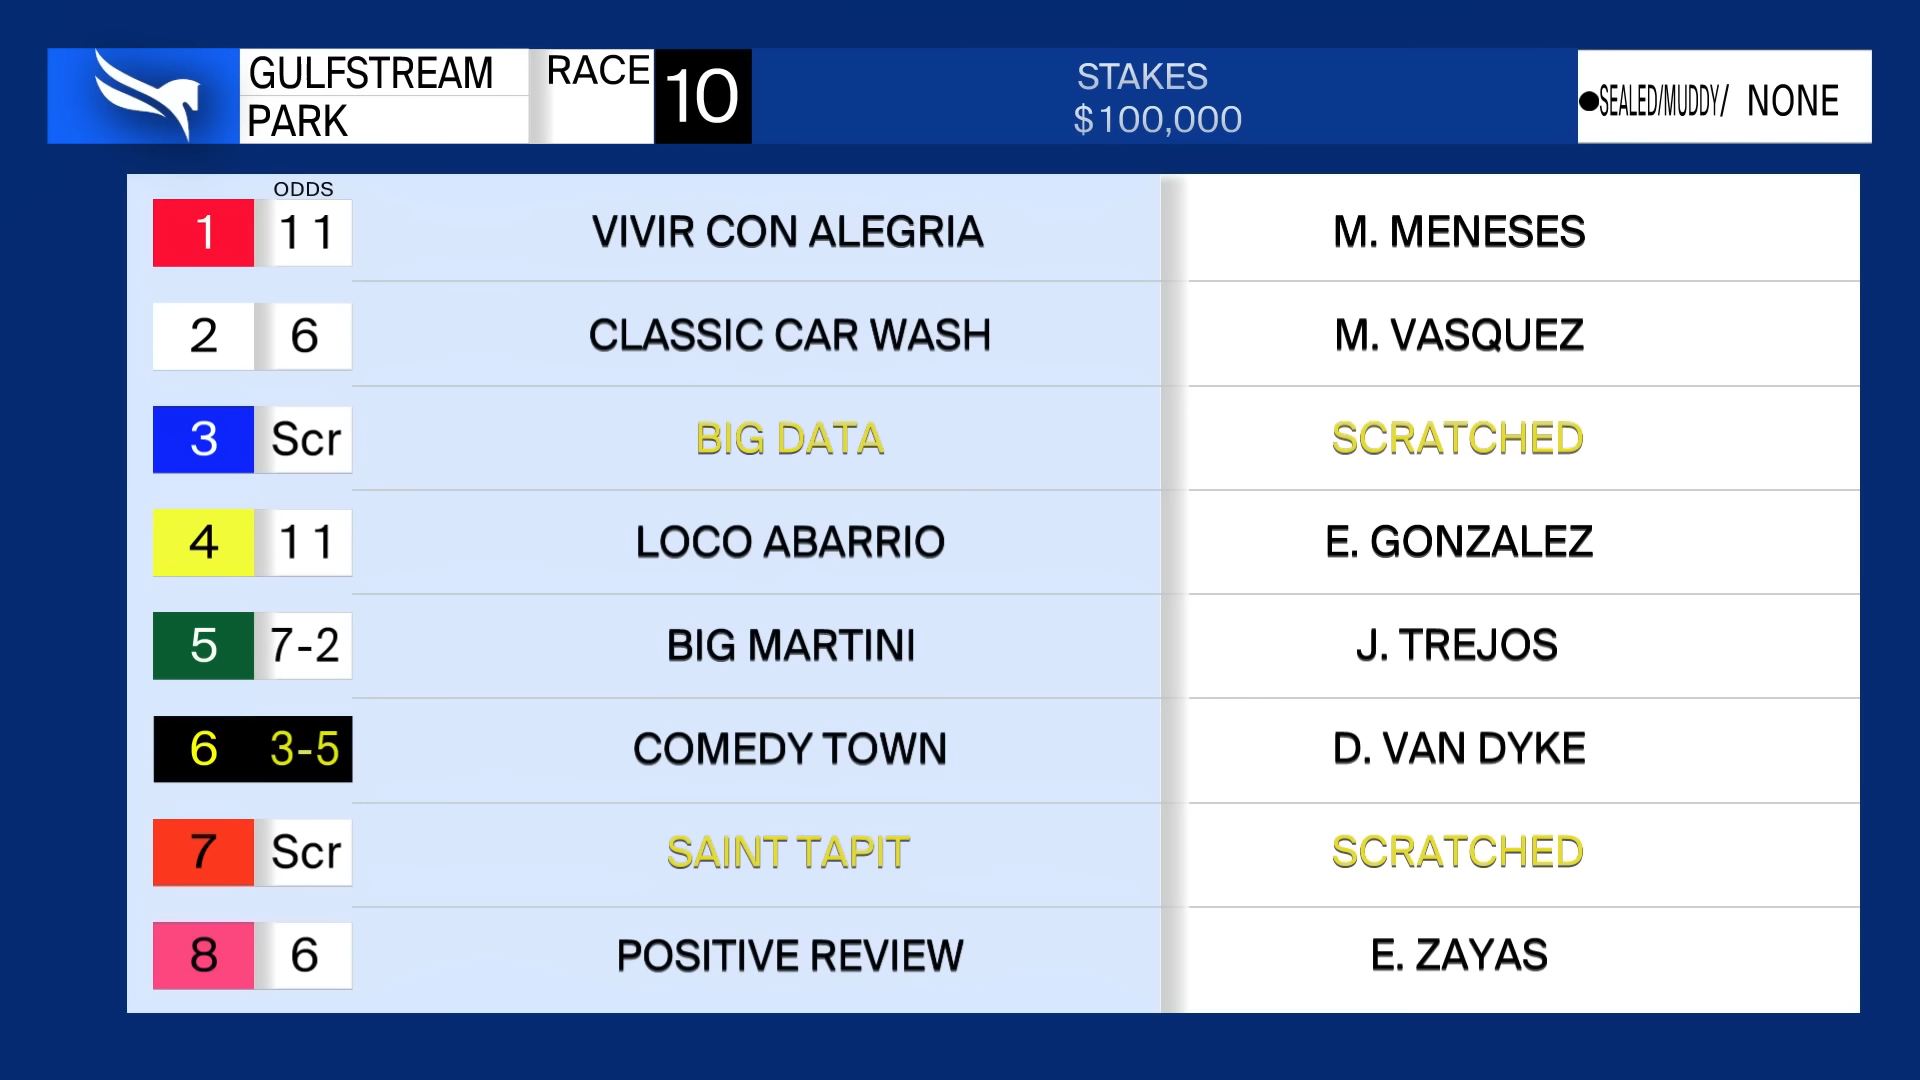 GULFSTREAM
PARK
RACE 10
STAKES
$100,000
●SEALED/MUDDY/ NONE
ODDS
1 11 VIVIR CON ALEGRIA M. MENESES
2 6 CLASSIC CAR WASH M. VASQUEZ
3 Scr BIG DATA SCRATCHED
4 11 LOCO ABARRIO E. GONZALEZ
5 7-2 BIG MARTINI J. TREJOS
6 3-5 COMEDY TOWN D. VAN DYKE
7 Scr SAINT TAPIT SCRATCHED
8 6 POSITIVE REVIEW E. ZAYAS